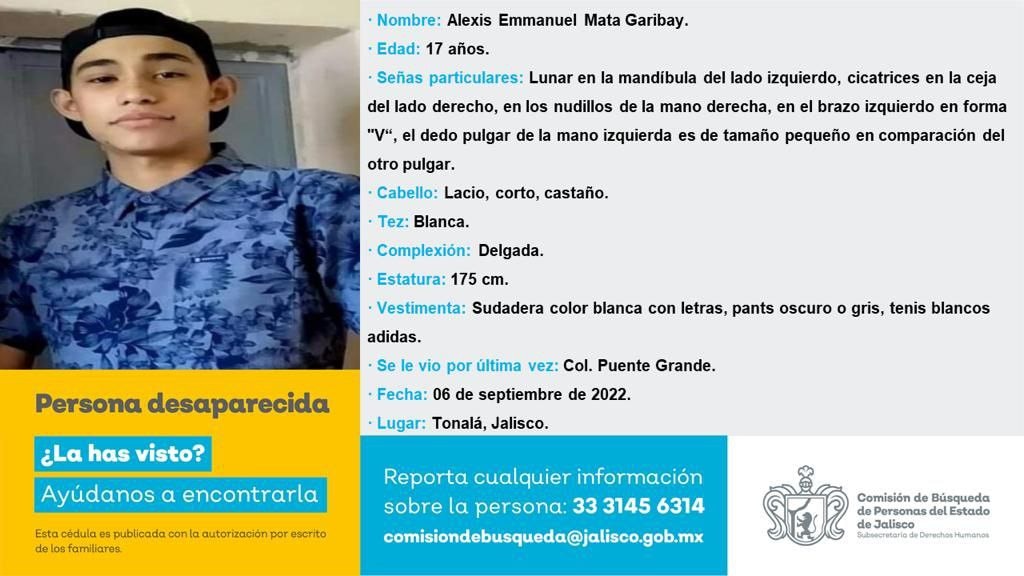 · Nombre: Alexis Emmanuel Mata Garibay.
· Edad: 17 años.
· Señas particulares: Lunar en la mandíbula del lado izquierdo, cicatrices en la ceja
del lado derecho, en los nudillos de la mano derecha, en el brazo izquierdo en forma
"V“, el dedo pulgar de la mano izquierda es de tamaño pequeño en comparación del
otro pulgar.
· Cabello: Lacio, corto, castaño.
· Tez: Blanca.
· Complexión: Delgada.
· Estatura: 175 cm.
· Vestimenta: Sudadera color blanca con letras, pants oscuro o gris, tenis blancos
adidas.
· Se le vio por última vez: Col. Puente Grande.
· Fecha: 06 de septiembre de 2022.
· Lugar: Tonalá, Jalisco.
Persona desaparecida
¿La has visto?
Ayúdanos a encontrarla
Esta cédula es publicada con la autorización por escrito
de los familiares.
Reporta cualquier información
sobre la persona: 33 3145 6314
comisiondebusqueda@jalisco.gob.mx
Comisión de Búsqueda
de Personas del Estado
de Jalisco
Subsecretaría de Derechos Humanos